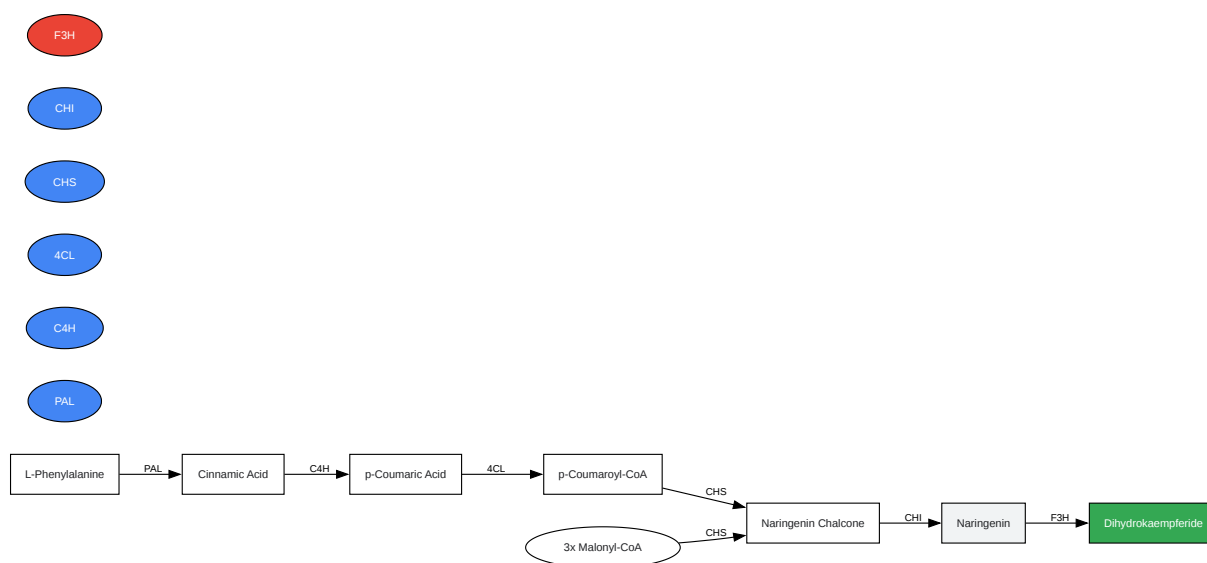 F3H
CHI
CHS
4CL
C4H
PAL
L-Phenylalanine
PAL
Cinnamic Acid
C4H
p-Coumaric Acid
4CL
p-Coumaroyl-CoA
CHS
3x Malonyl-CoA
CHS
Naringenin Chalcone
CHI
Naringenin
F3H
Dihydrokaempferide